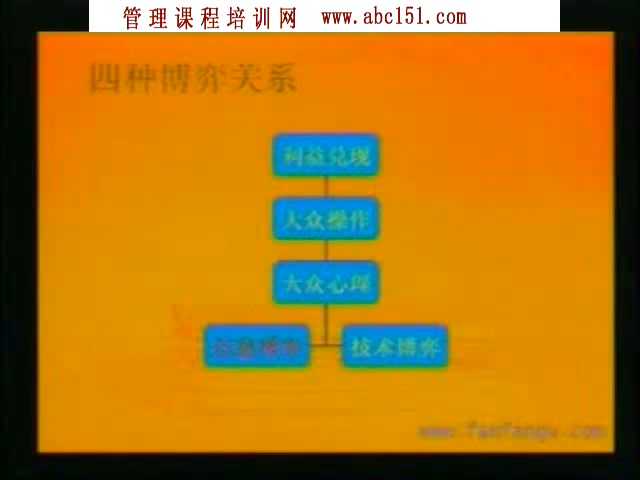 管理课程培训网 www.abc151.com
四种博弈关系
利益兑现
大众操作
大众心理
技术博弈